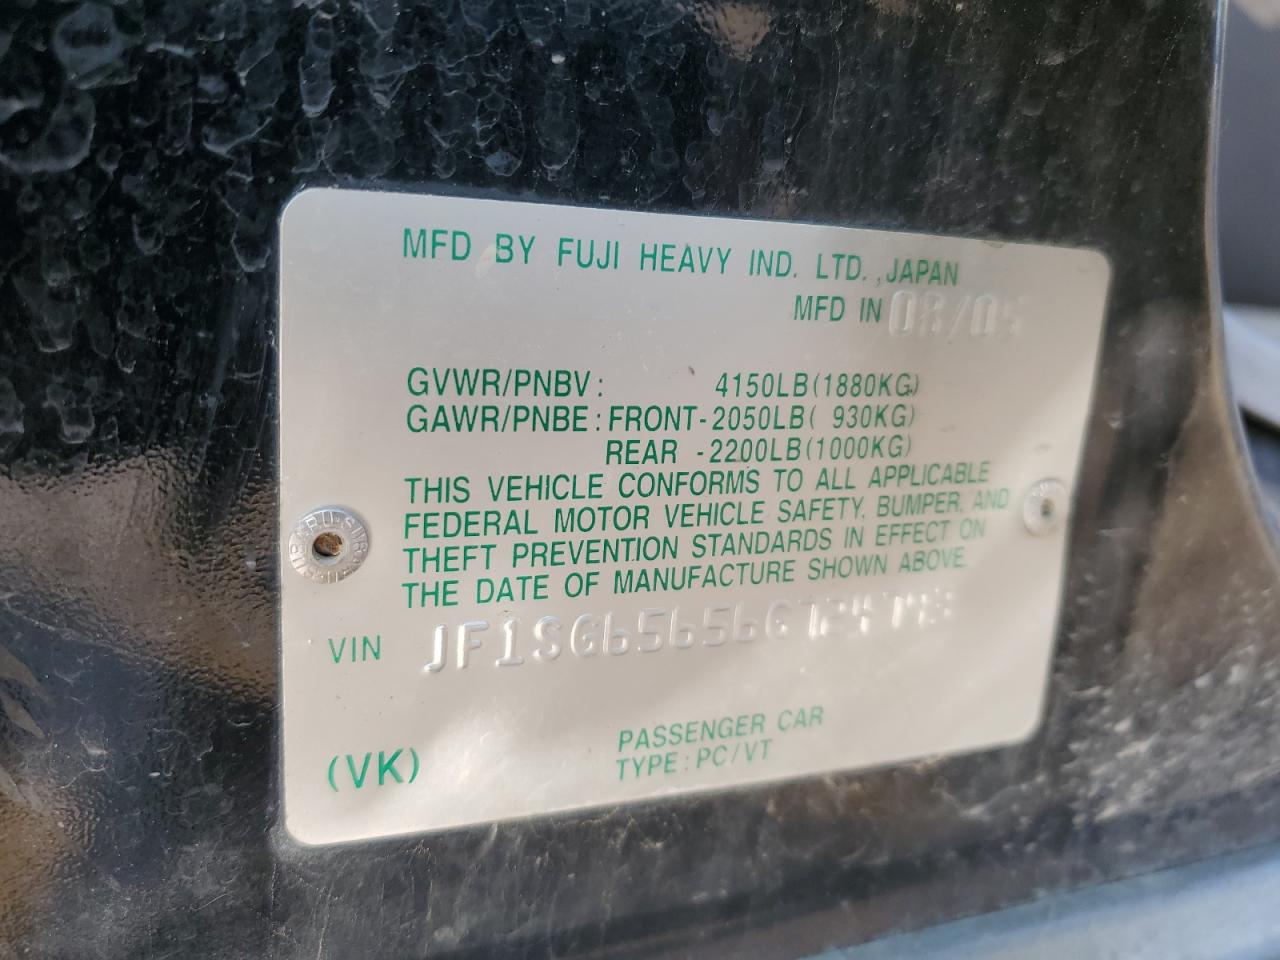 MFD BY FUJI HEAVY IND. LTD.,JAPAN
MFD IN 08/05
GVWR/PNBV: 4150LB(1880KG)
GAWR/PNBE: FRONT-2050LB( 930KG)
REAR -2200LB(1000KG)
THIS VEHICLE CONFORMS TO ALL APPLICABLE
FEDERAL MOTOR VEHICLE SAFETY, BUMPER, AND
THEFT PREVENTION STANDARDS IN EFFECT ON
THE DATE OF MANUFACTURE SHOWN ABOVE.
VIN JF1SG65656G724793
PASSENGER CAR
(VK) TYPE: PC/VT